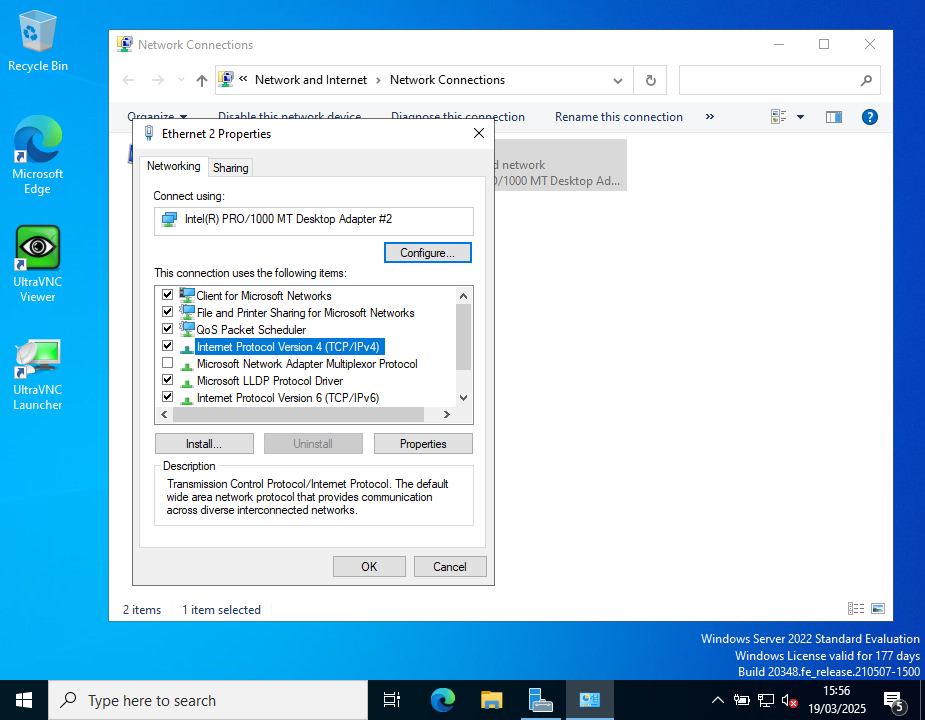 Recycle Bin
Microsoft Edge
UltraVNC Viewer
UltraVNC Launcher
Network Connections
« Network and Internet › Network Connections
Organize Disable this network device Diagnose this connection Rename this connection »
d network
0/1000 MT Desktop Ad...
Ethernet 2 Properties
Networking Sharing
Connect using:
Intel(R) PRO/1000 MT Desktop Adapter #2
Configure...
This connection uses the following items:
Client for Microsoft Networks
File and Printer Sharing for Microsoft Networks
QoS Packet Scheduler
Internet Protocol Version 4 (TCP/IPv4)
Microsoft Network Adapter Multiplexor Protocol
Microsoft LLDP Protocol Driver
Internet Protocol Version 6 (TCP/IPv6)
Install... Uninstall Properties
Description
Transmission Control Protocol/Internet Protocol. The default
wide area network protocol that provides communication
across diverse interconnected networks.
OK Cancel
2 items 1 item selected
Windows Server 2022 Standard Evaluation
Windows License valid for 177 days
Build 20348.fe_release.210507-1500
Type here to search
15:56
19/03/2025
5